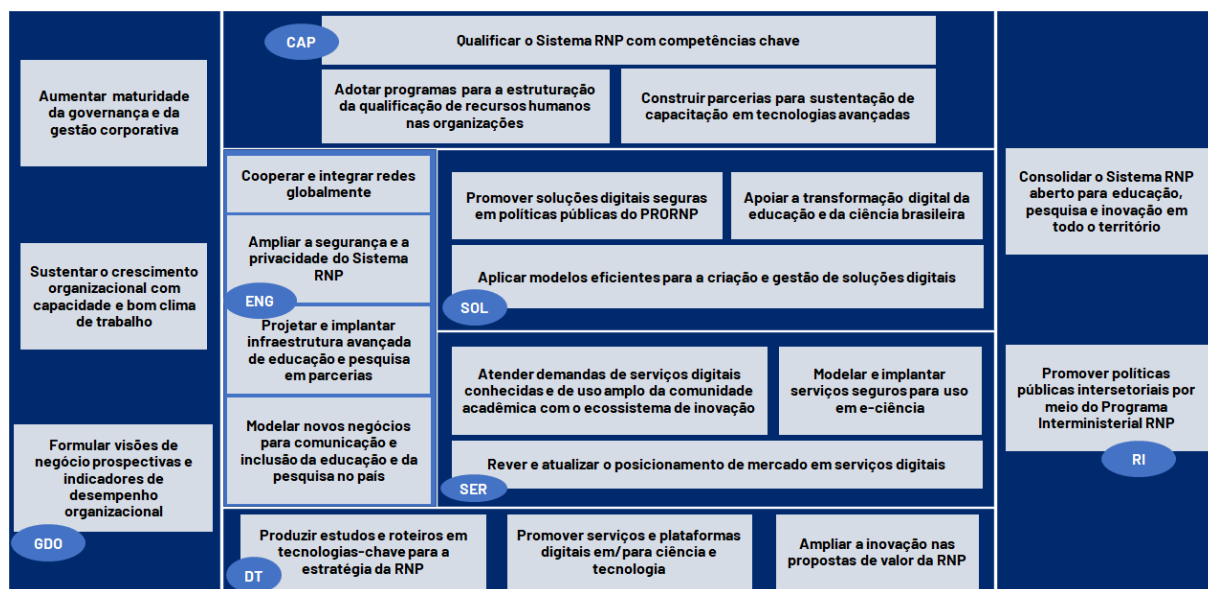 Aumentar maturidade
da governança e da
gestão corporativa
Sustentar o crescimento
organizacional com
capacidade e bom clima
de trabalho
Formular visões de
negócio prospectivas e
indicadores de
desempenho
organizacional
GDO
CAP
Qualificar o Sistema RNP com competências chave
Adotar programas para a estruturação
da qualificação de recursos humanos
nas organizações
Construir parcerias para sustentação de
capacitação em tecnologias avançadas
Cooperar e integrar redes
globalmente
Ampliar a segurança e a
privacidade do Sistema
RNP
ENG
Projetar e implantar
infraestrutura avançada
de educação e pesquisa
em parcerias
Modelar novos negócios
para comunicação e
inclusão da educação e da
pesquisa no país
Promover soluções digitais seguras
em políticas públicas do PRORNP
Apoiar a transformação digital da
educação e da ciência brasileira
Aplicar modelos eficientes para a criação e gestão de soluções digitais
SOL
Atender demandas de serviços digitais
conhecidas e de uso amplo da comunidade
acadêmica com o ecossistema de inovação
Modelar e implantar
serviços seguros para uso
em e-ciência
Rever e atualizar o posicionamento de mercado em serviços digitais
SER
Produzir estudos e roteiros em
tecnologias-chave para a
estratégia da RNP
DT
Promover serviços e plataformas
digitais em/para ciência e
tecnologia
Ampliar a inovação nas
propostas de valor da RNP
Consolidar o Sistema RNP
aberto para educação,
pesquisa e inovação em
todo o território
Promover políticas
públicas intersetoriais por
meio do Programa
Interministerial RNP
RI